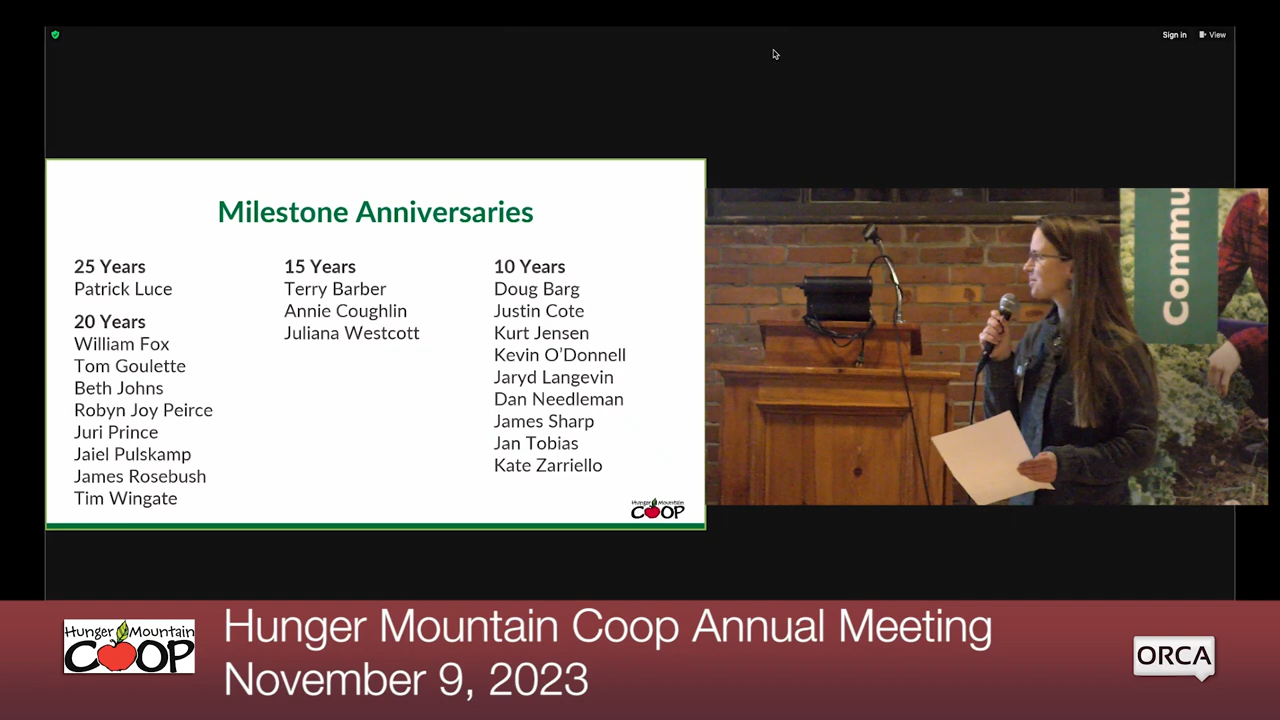 Sign in
View
Milestone Anniversaries
25 Years
Patrick Luce
20 Years
William Fox
Tom Goulette
Beth Johns
Robyn Joy Peirce
Juri Prince
Jaiel Pulskamp
James Rosebush
Tim Wingate
15 Years
Terry Barber
Annie Coughlin
Juliana Westcott
10 Years
Doug Barg
Justin Cote
Kurt Jensen
Kevin O'Donnell
Jaryd Langevin
Dan Needleman
James Sharp
Jan Tobias
Kate Zarriello
Hunger Mountain
COOP
Commu
Hunger Mountain
COOP
Hunger Mountain Coop Annual Meeting
November 9, 2023
ORCA